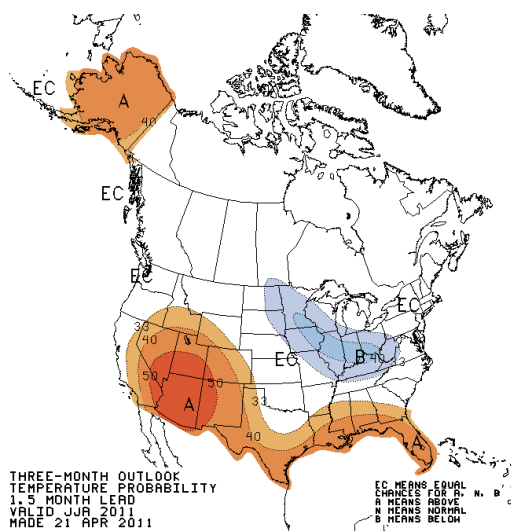 EC
A
40
EC
EC
EC
33
40
33
EC
B
40
33
50
50
A
33
40
A
THREE-MONTH OUTLOOK
TEMPERATURE PROBABILITY
1.5 MONTH LEAD
VALID JJA 2011
MADE 21 APR 2011
EC MEANS EQUAL
CHANCES FOR A, N, B
A MEANS ABOVE
N MEANS NORMAL
B MEANS BELOW